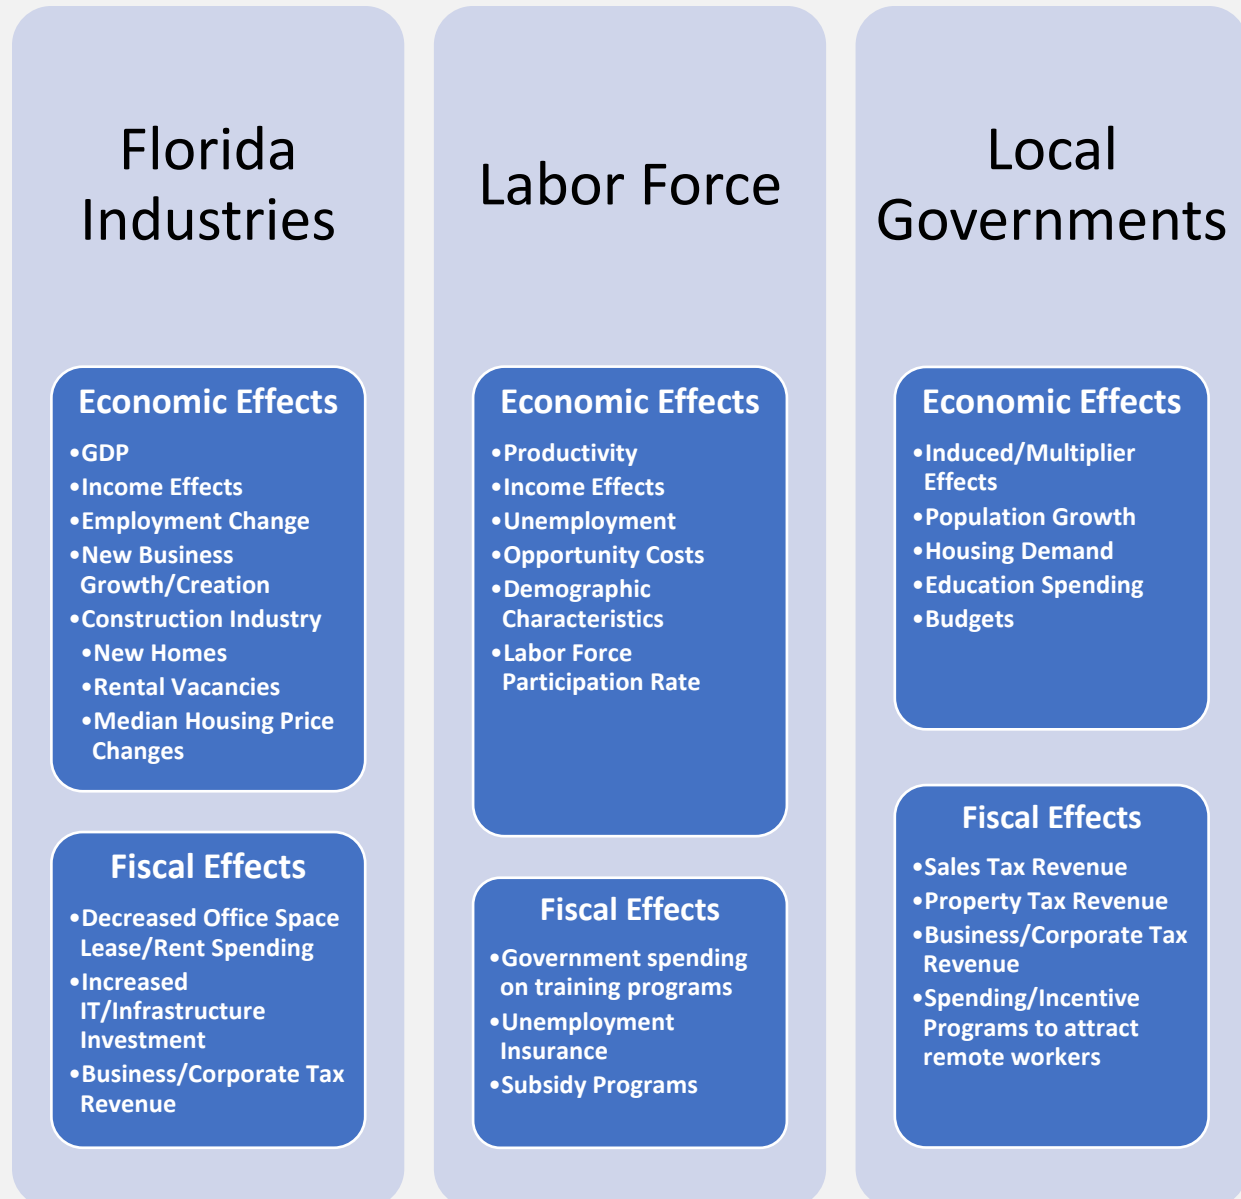 Florida
Industries
Economic Effects
•GDP
•Income Effects
•Employment Change
•New Business
Growth/Creation
•Construction Industry
•New Homes
•Rental Vacancies
•Median Housing Price
Changes
Fiscal Effects
•Decreased Office Space
Lease/Rent Spending
•Increased
IT/Infrastructure
Investment
•Business/Corporate Tax
Revenue
Labor Force
Economic Effects
•Productivity
•Income Effects
•Unemployment
•Opportunity Costs
•Demographic
Characteristics
•Labor Force
Participation Rate
Fiscal Effects
•Government spending
on training programs
•Unemployment
Insurance
•Subsidy Programs
Local
Governments
Economic Effects
•Induced/Multiplier
Effects
•Population Growth
•Housing Demand
•Education Spending
•Budgets
Fiscal Effects
•Sales Tax Revenue
•Property Tax Revenue
•Business/Corporate Tax
Revenue
•Spending/Incentive
Programs to attract
remote workers